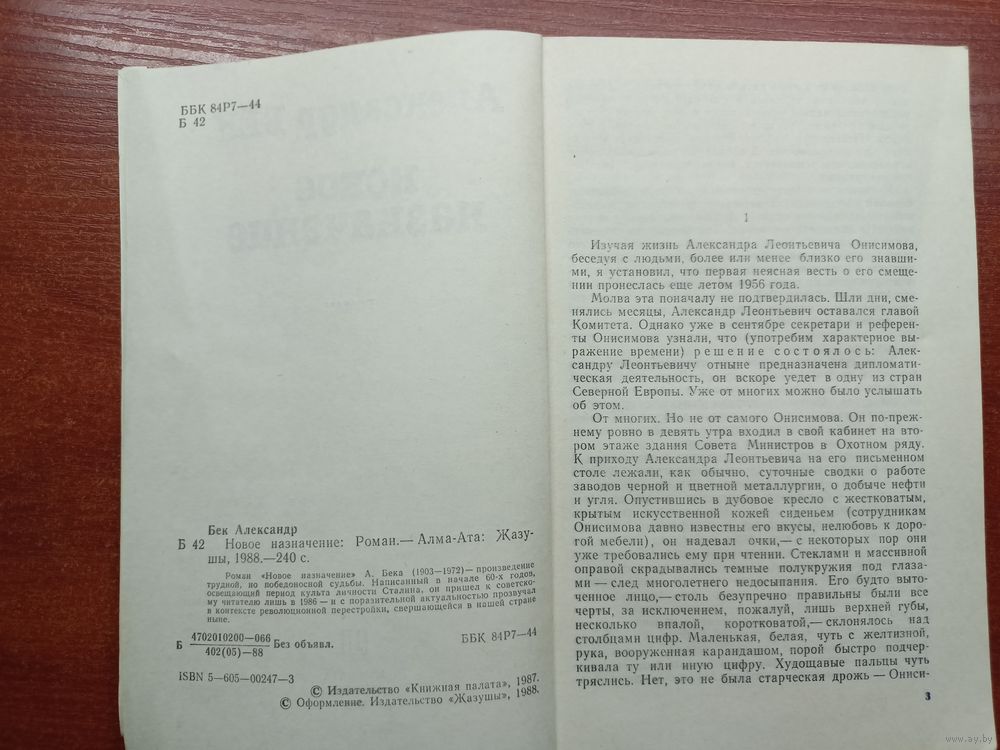 ББК 84Р7—44
Б 42
Бек Александр
Б 42 Новое назначение: Роман.— Алма-Ата: Жазу-
шы, 1988.—240 с.
Роман «Новое назначение» А. Бека (1903—1972)— произведение
трудной, но победоносной судьбы. Написанный в начале 60-х годов,
освещающий период культа личности Сталина, он пришел к советско-
му читателю лишь в 1986 — и с поразительной актуальностью прозвучал
в контексте революционной перестройки, свершающейся в нашей стране
ныне.
Б 4702010200—066 Без объявл. ББК 84Р7—44
402(05)—88
ISBN 5—605—00247—3
© Издательство «Книжная палата», 1987.
© Оформление. Издательство «Жазушы», 1988.
1
Изучая жизнь Александра Леонтьевича Онисимова,
беседуя с людьми, более или менее близко его знавши-
ми, я установил, что первая неясная весть о его смеще-
нии пронеслась еще летом 1956 года.
Молва эта поначалу не подтвердилась. Шли дни, сме-
нялись месяцы, Александр Леонтьевич оставался главой
Комитета. Однако уже в сентябре секретари и референ-
ты Онисимова узнали, что (употребим характерное вы-
ражение времени) решение состоялось: Алек-
сандру Леонтьевичу отныне предназначена дипломати-
ческая деятельность, он вскоре уедет в одну из стран
Северной Европы. Уже от многих можно было услышать
об этом.
От многих. Но не от самого Онисимова. Он по-преж-
нему ровно в девять утра входил в свой кабинет на вто-
ром этаже здания Совета Министров в Охотном ряду.
К приходу Александра Леонтьевича на его письменном
столе лежали, как обычно, суточные сводки о работе
заводов черной и цветной металлургии, о добыче нефти
и угля. Опустившись в дубовое кресло с жестковатым,
крытым искусственной кожей сиденьем (сотрудникам
Онисимова давно известны его вкусы, нелюбовь к доро-
гой мебели), он надевал очки,— с некоторых пор они
уже требовались ему при чтении. Стеклами и массивной
оправой скрадывались темные полукружия под глаза-
ми — след многолетнего недосыпания. Его будто выто-
ченное лицо,— столь безупречно правильны были все
черты, за исключением, пожалуй, лишь верхней губы,
несколько впалой, коротковатой,— склонялось над
столбцами цифр. Маленькая, белая, чуть с желтизной,
рука, вооруженная карандашом, порой быстро подчер-
кивала ту или иную цифру. Худощавые пальцы чуть
тряслись. Нет, это не была старческая дрожь — Ониси-
3
www.ay.by